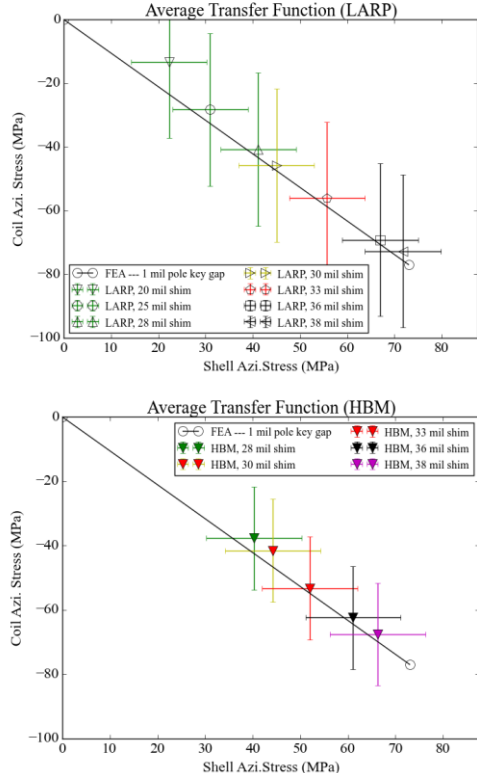 Average Transfer Function (LARP)
0
−20
−40
−60
−80
−100
Coil Azi. Stress (MPa)
FEA --- 1 mil pole key gap
LARP, 20 mil shim
LARP, 25 mil shim
LARP, 28 mil shim
LARP, 30 mil shim
LARP, 33 mil shim
LARP, 36 mil shim
LARP, 38 mil shim
0 10 20 30 40 50 60 70 80
Shell Azi.Stress (MPa)
Average Transfer Function (HBM)
0
−20
−40
−60
−80
−100
Coil Azi. Stress (MPa)
FEA --- 1 mil pole key gap
HBM, 28 mil shim
HBM, 30 mil shim
HBM, 33 mil shim
HBM, 36 mil shim
HBM, 38 mil shim
0 10 20 30 40 50 60 70 80
Shell Azi.Stress (MPa)